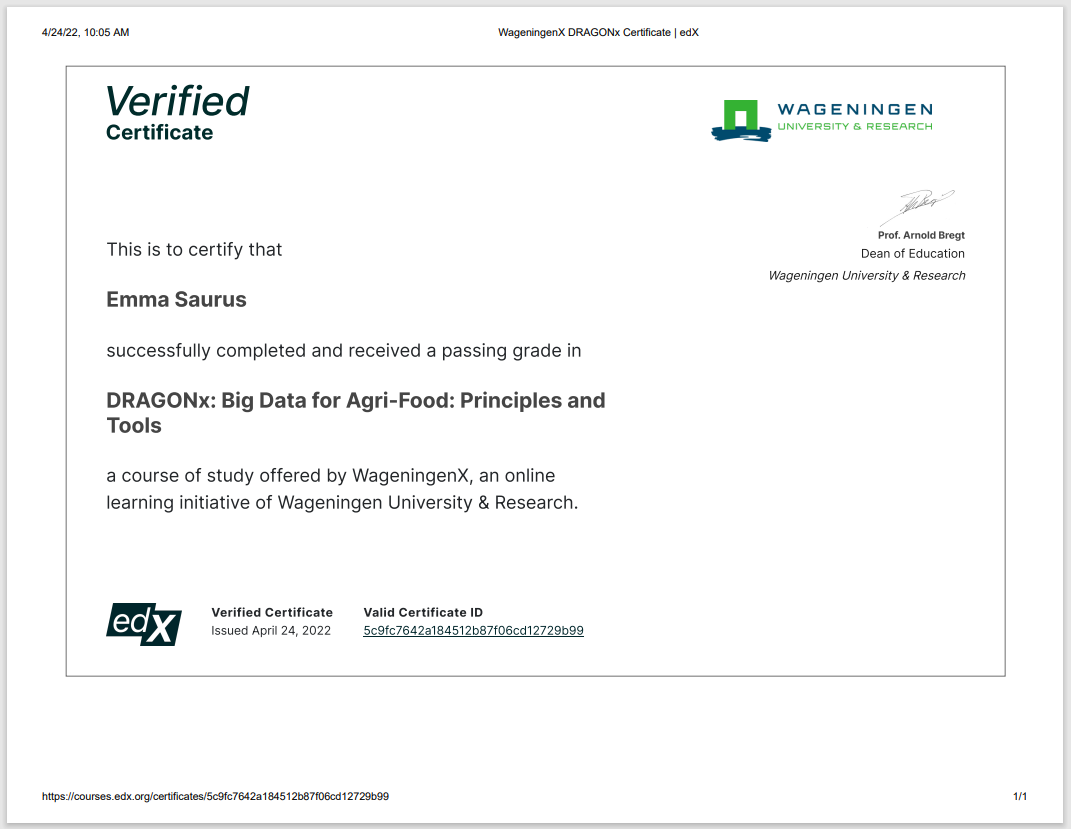 4/24/22, 10:05 AM
WageningenX DRAGONx Certificate | edX
Verified
Certificate
WAGENINGEN
UNIVERSITY & RESEARCH
Prof. Arnold Bregt
Dean of Education
Wageningen University & Research
This is to certify that
Emma Saurus
successfully completed and received a passing grade in
DRAGONx: Big Data for Agri-Food: Principles and
Tools
a course of study offered by WageningenX, an online
learning initiative of Wageningen University & Research.
edX
Verified Certificate
Issued April 24, 2022
Valid Certificate ID
5c9fc7642a184512b87f06cd12729b99
https://courses.edx.org/certificates/5c9fc7642a184512b87f06cd12729b99
1/1